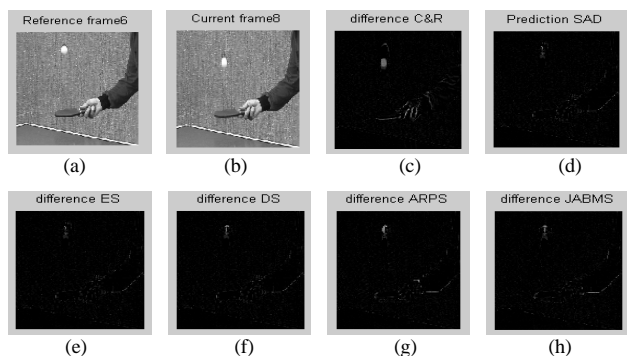 Reference frame6
Current frame8
difference C&R
Prediction SAD
(a)
(b)
(c)
(d)
difference ES
difference DS
difference ARPS
difference JABMS
(e)
(f)
(g)
(h)